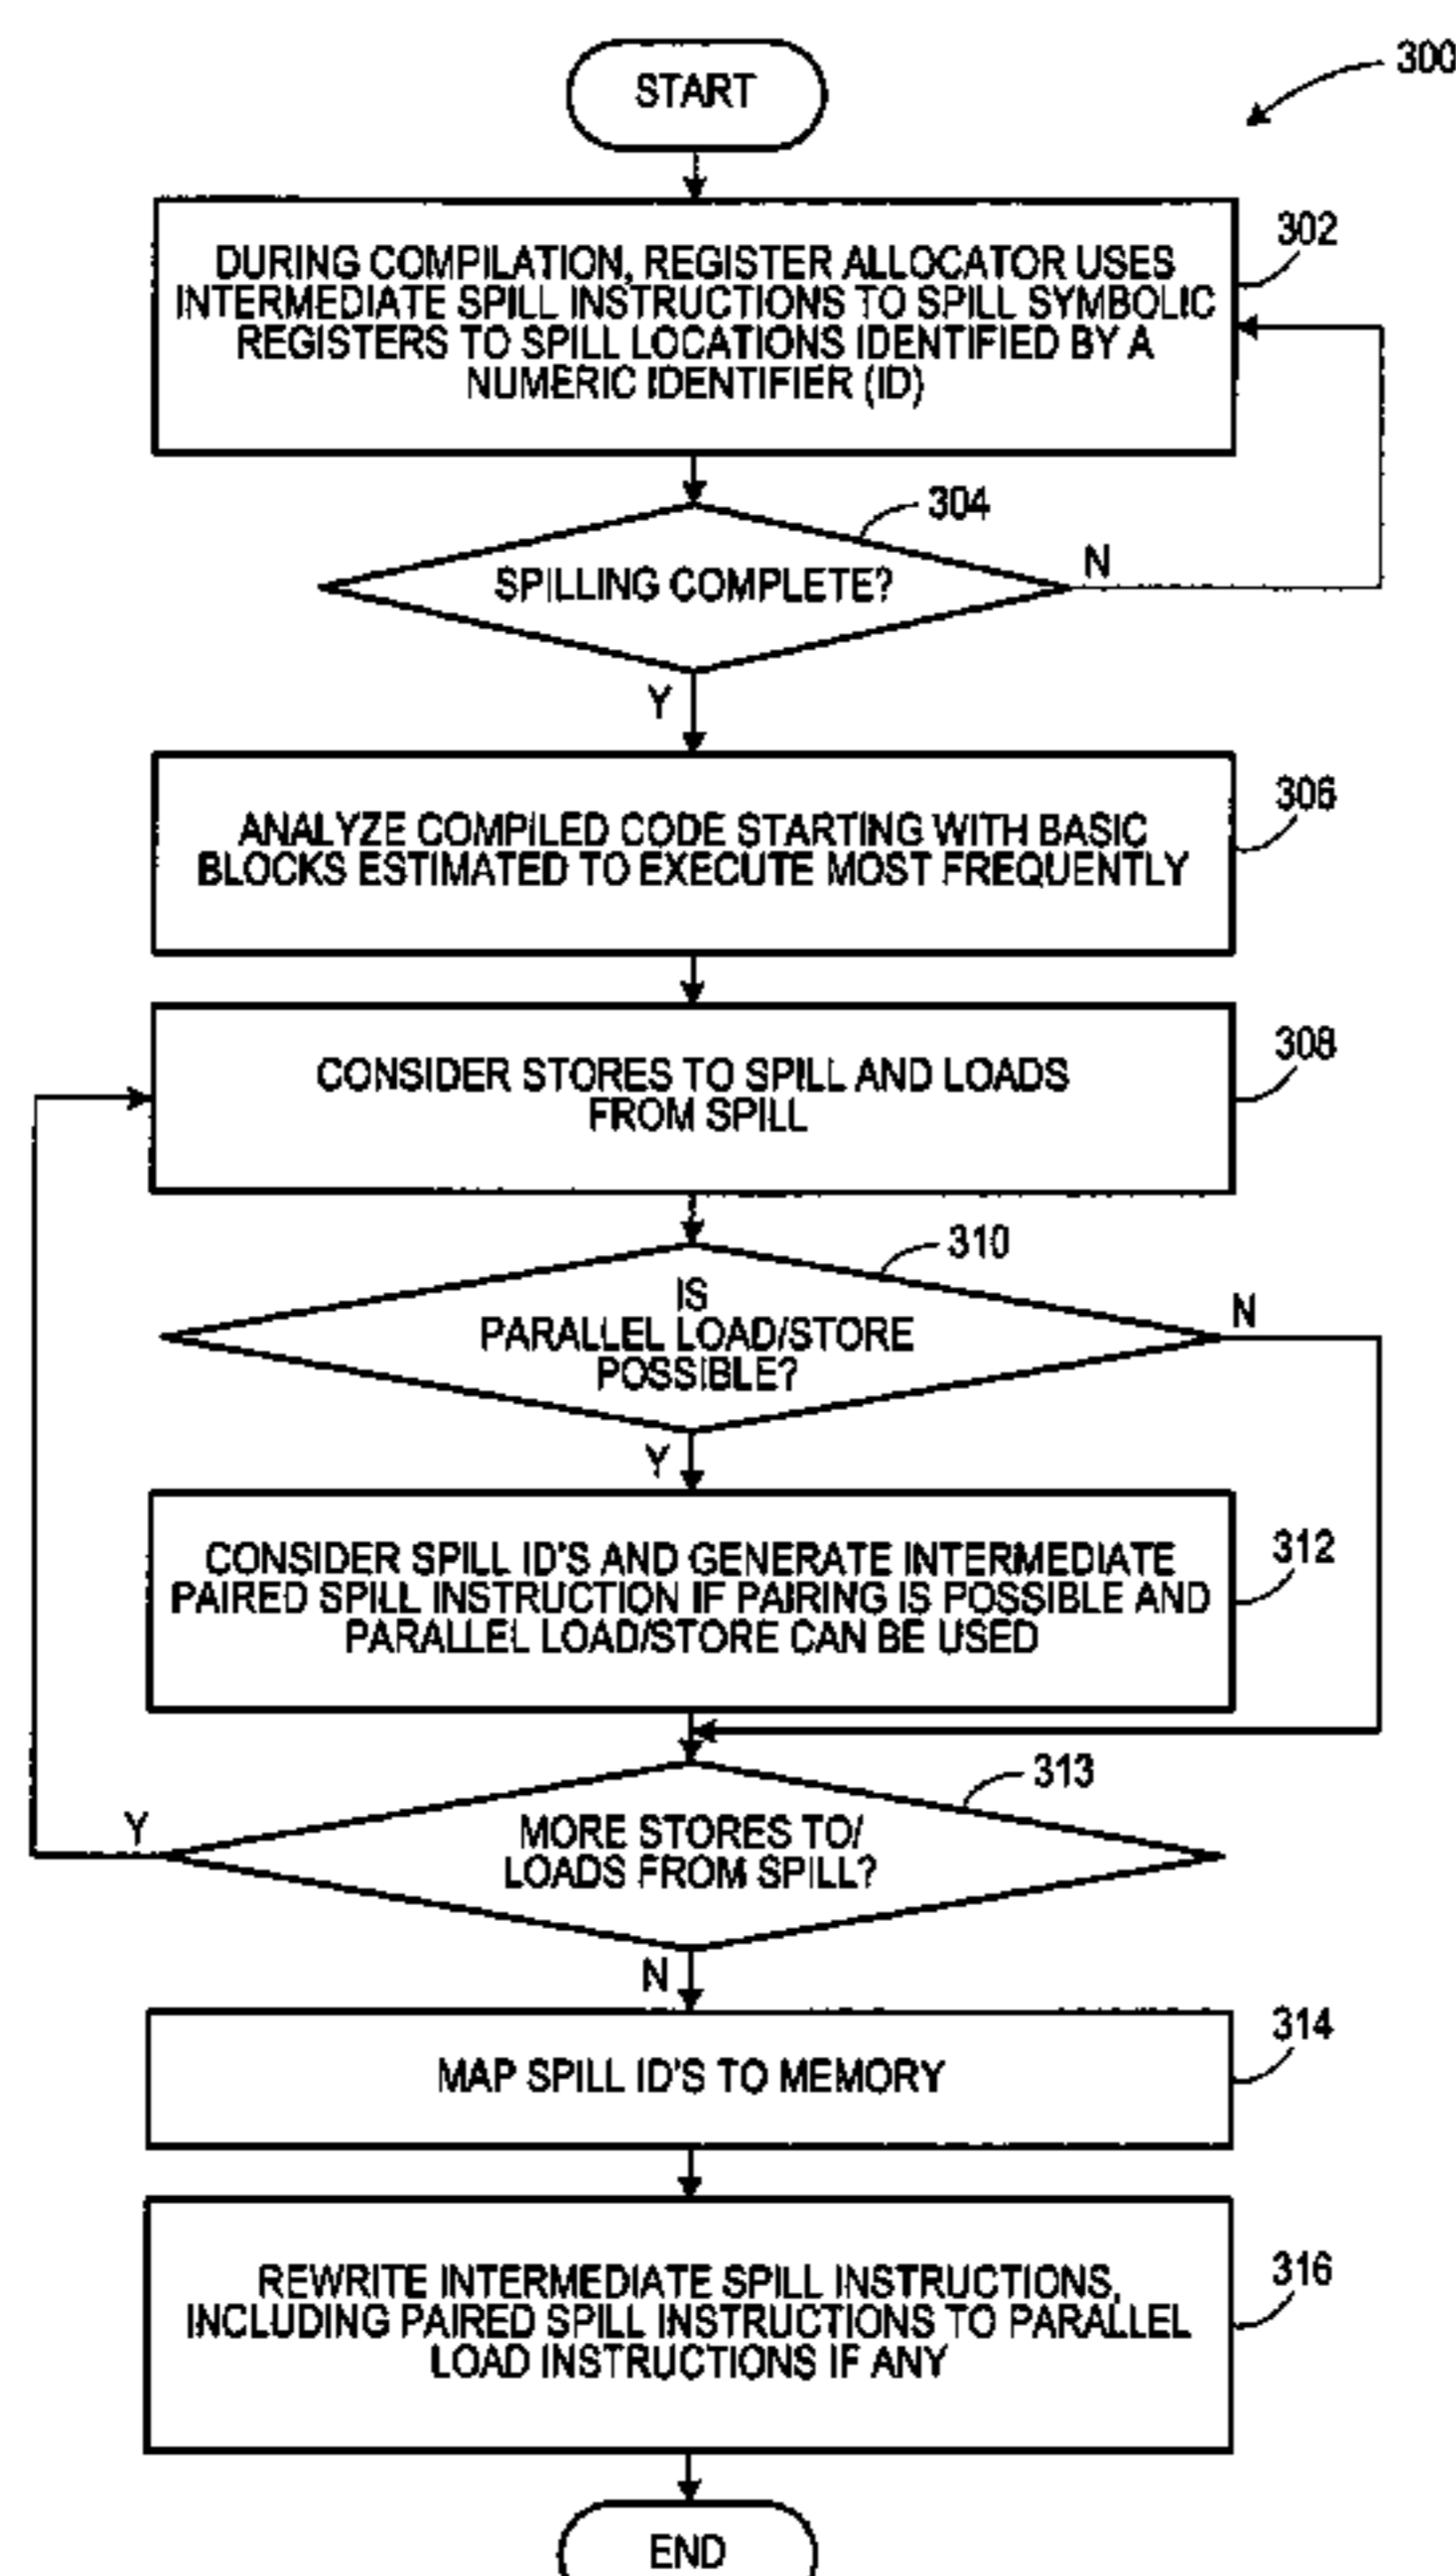 START
300
302
DURING COMPILATION, REGISTER ALLOCATOR USES
INTERMEDIATE SPILL INSTRUCTIONS TO SPILL SYMBOLIC
REGISTERS TO SPILL LOCATIONS IDENTIFIED BY A
NUMERIC IDENTIFIER (ID)
304
SPILLING COMPLETE?
N
Y
306
ANALYZE COMPILED CODE STARTING WITH BASIC
BLOCKS ESTIMATED TO EXECUTE MOST FREQUENTLY
308
CONSIDER STORES TO SPILL AND LOADS
FROM SPILL
310
IS
PARALLEL LOAD/STORE
POSSIBLE?
N
Y
312
CONSIDER SPILL ID'S AND GENERATE INTERMEDIATE
PAIRED SPILL INSTRUCTION IF PAIRING IS POSSIBLE AND
PARALLEL LOAD/STORE CAN BE USED
313
MORE STORES TO/
LOADS FROM SPILL?
Y
N
314
MAP SPILL ID'S TO MEMORY
316
REWRITE INTERMEDIATE SPILL INSTRUCTIONS,
INCLUDING PAIRED SPILL INSTRUCTIONS TO PARALLEL
LOAD INSTRUCTIONS IF ANY
END